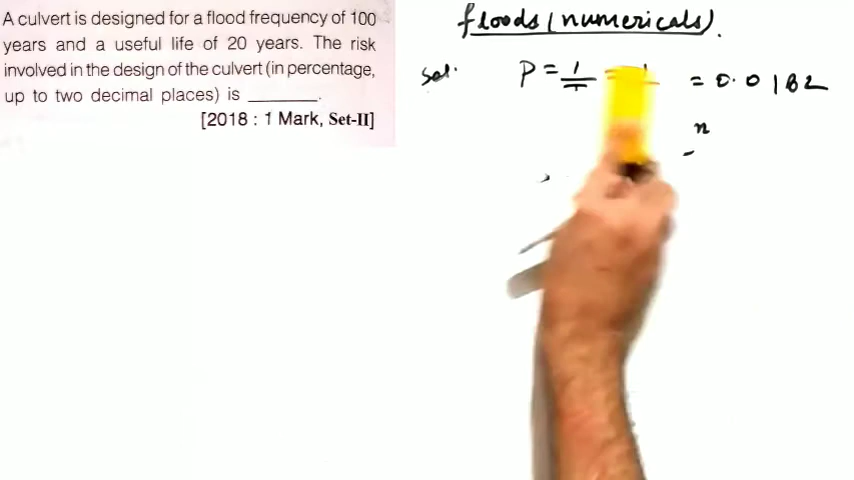 A culvert is designed for a flood frequency of 100
years and a useful life of 20 years. The risk
involved in the design of the culvert (in percentage,
up to two decimal places) is ________.
[2018 : 1 Mark, Set-II]
floods (numericals).
Sol. P = 1/T = = 0.0182
n